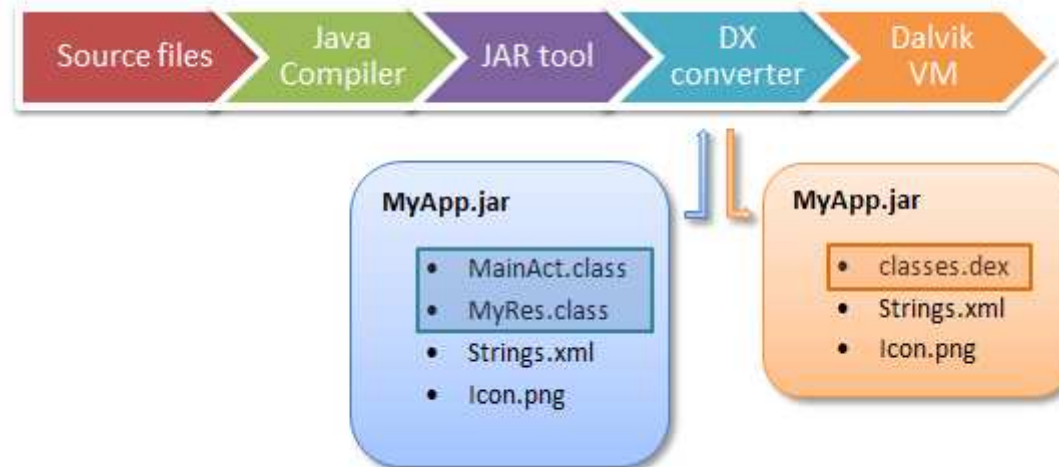 Source files
Java
Compiler
JAR tool
DX
converter
Dalvik
VM
MyApp.jar
• MainAct.class
• MyRes.class
• Strings.xml
• Icon.png
MyApp.jar
• classes.dex
• Strings.xml
• Icon.png